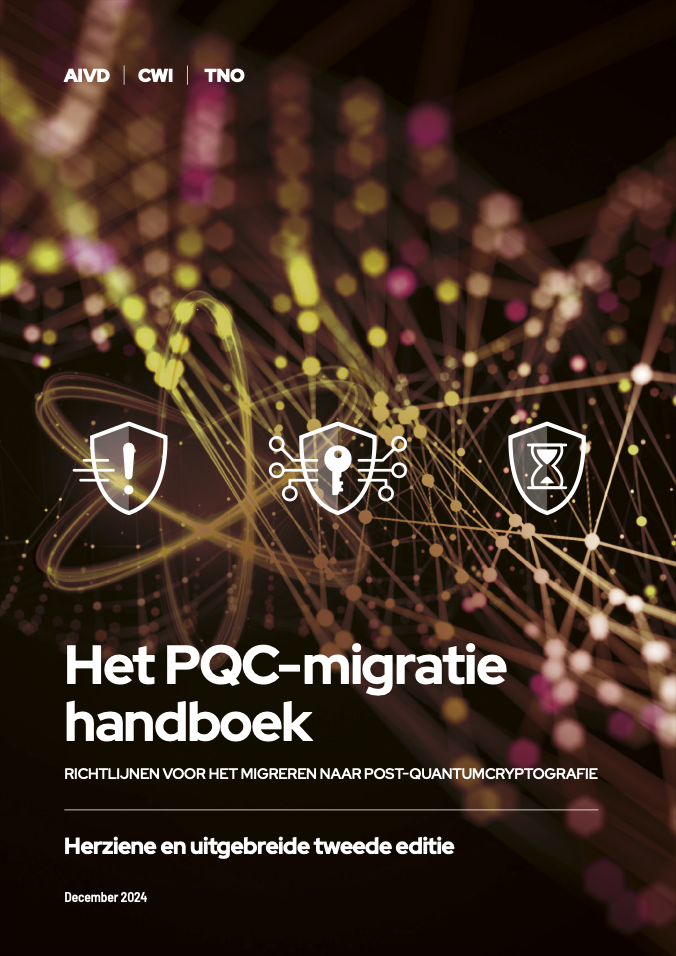 AIVD | CWI | TNO
Het PQC-migratie
handboek
RICHTLIJNEN VOOR HET MIGREREN NAAR POST-QUANTUMCRYPTOGRAFIE
Herziene en uitgebreide tweede editie
December 2024